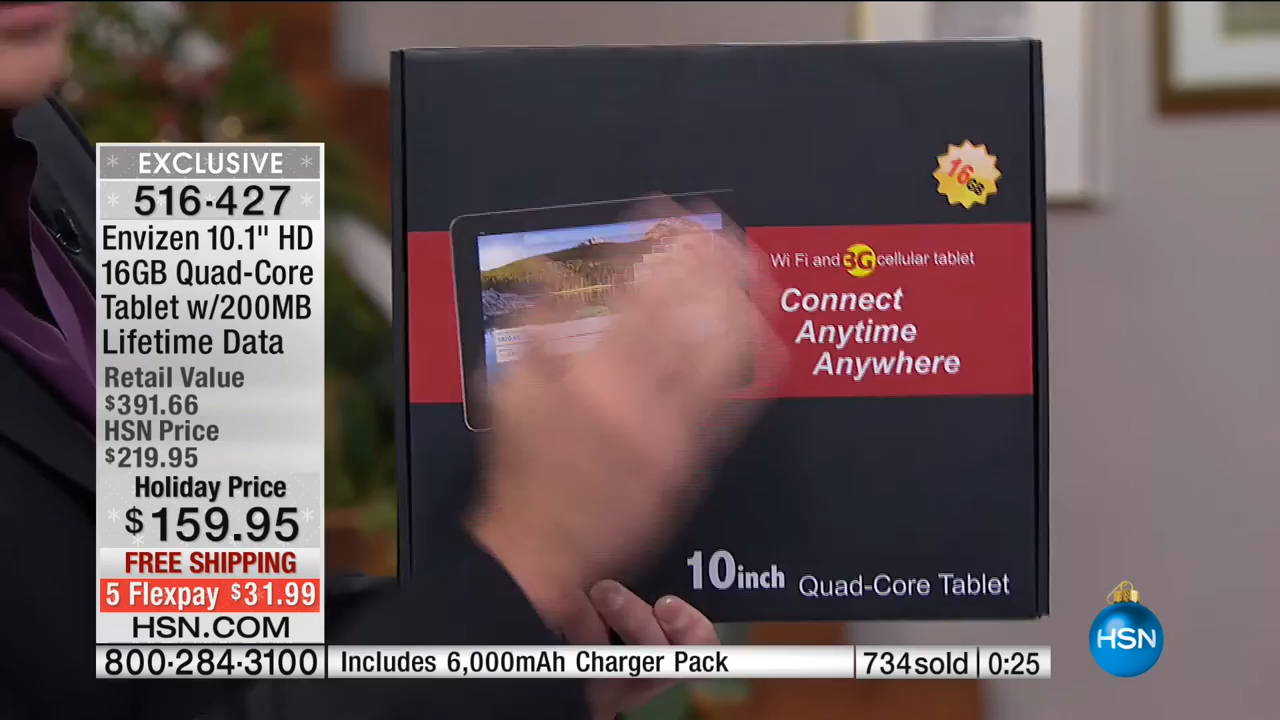 EXCLUSIVE
516-427
Envizen 10.1" HD
16GB Quad-Core
Tablet w/200MB
Lifetime Data
Retail Value
$391.66
HSN Price
$219.95
Holiday Price
$159.95
FREE SHIPPING
5 Flexpay $31.99
HSN.COM
800-284-3100
Includes 6,000mAh Charger Pack
734 sold
0:25
16GB
Wi Fi and 3G cellular tablet
Connect
Anytime
Anywhere
10inch Quad-Core Tablet
HSN